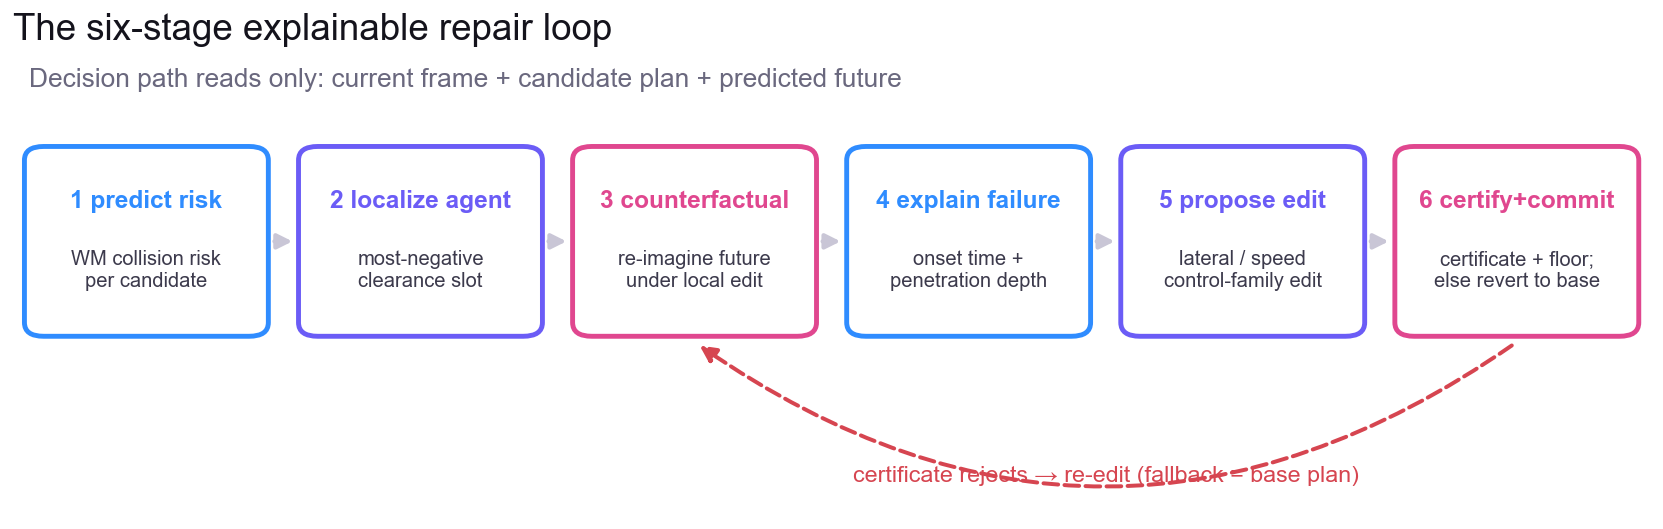 The six-stage explainable repair loop
Decision path reads only: current frame + candidate plan + predicted future
1 predict risk
WM collision risk
per candidate
2 localize agent
most-negative
clearance slot
3 counterfactual
re-imagine future
under local edit
4 explain failure
onset time +
penetration depth
5 propose edit
lateral / speed
control-family edit
6 certify+commit
certificate + floor;
else revert to base
certificate rejects → re-edit (fallback = base plan)